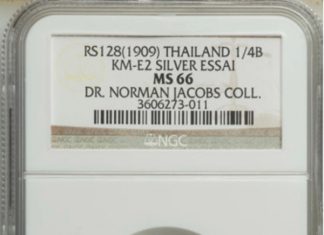 RS128(1909) THAILAND 1/4B
KM-E2 SILVER ESSAI
MS 66
DR. NORMAN JACOBS COLL.
3606273-011
NGC